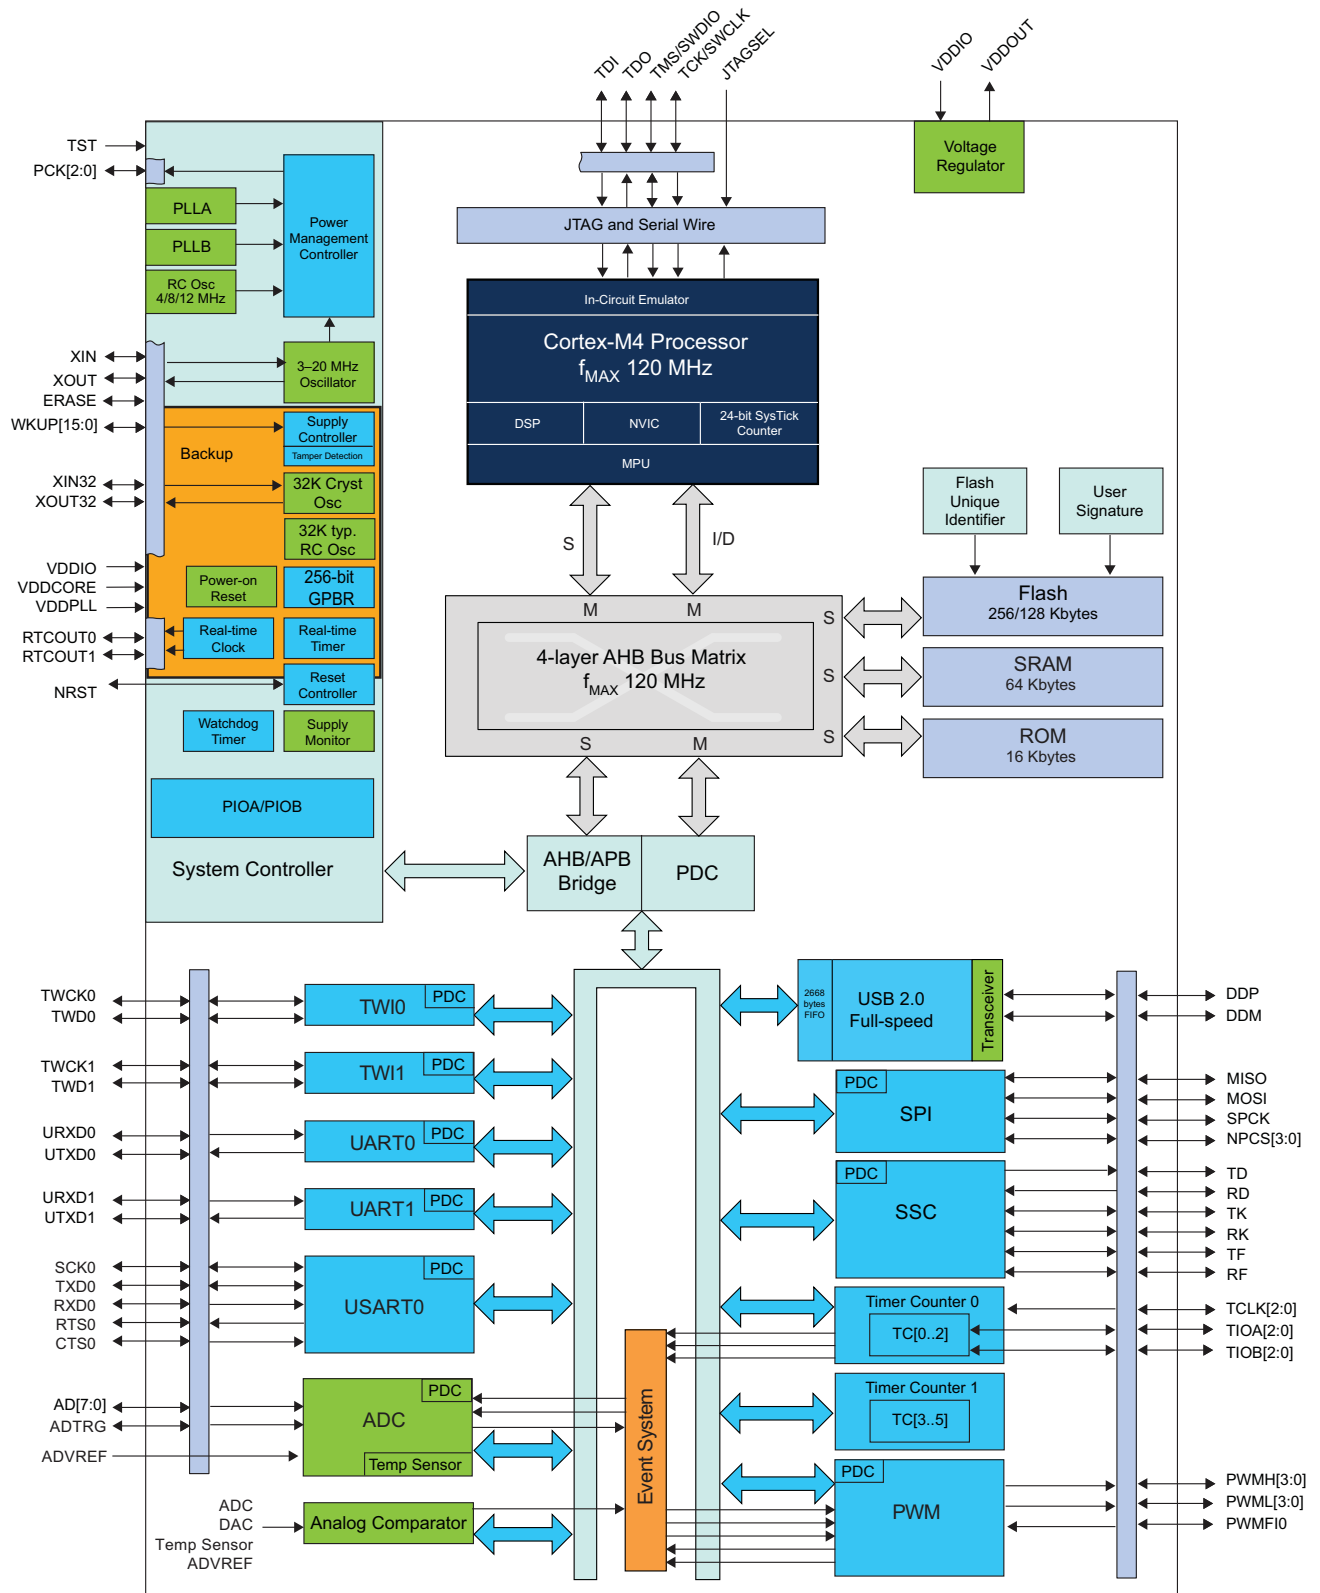 TDI
TDO
TMS/SWDIO
TCK/SWCLK
JTAGSEL
VDDIO
VDDOUT
TST
PCK[2:0]
PLLA
PLLB
RC Osc
4/8/12 MHz
Power
Management
Controller
Voltage
Regulator
JTAG and Serial Wire
In-Circuit Emulator
Cortex-M4 Processor
fMAX 120 MHz
DSP
NVIC
24-bit SysTick
Counter
MPU
XIN
XOUT
ERASE
WKUP[15:0]
XIN32
XOUT32
VDDIO
VDDCORE
VDDPLL
RTCOUT0
RTCOUT1
NRST
3–20 MHz
Oscillator
Backup
Supply
Controller
Tamper Detection
32K Cryst
Osc
32K typ.
RC Osc
Power-on
Reset
256-bit
GPBR
Real-time
Clock
Real-time
Timer
Reset
Controller
Watchdog
Timer
Supply
Monitor
PIOA/PIOB
System Controller
S
I/D
M
M
4-layer AHB Bus Matrix
fMAX 120 MHz
S
S
S
S
M
Flash
Unique
Identifier
User
Signature
Flash
256/128 Kbytes
SRAM
64 Kbytes
ROM
16 Kbytes
AHB/APB
Bridge
PDC
TWCK0
TWD0
TWCK1
TWD1
URXD0
UTXD0
URXD1
UTXD1
SCK0
TXD0
RXD0
RTS0
CTS0
AD[7:0]
ADTRG
ADVREF
ADC
DAC
Temp Sensor
ADVREF
TWI0
PDC
TWI1
PDC
UART0
PDC
UART1
PDC
USART0
PDC
ADC
PDC
Temp Sensor
Analog Comparator
Event System
2668
bytes
FIFO
USB 2.0
Full-speed
Transceiver
PDC
SPI
PDC
SSC
Timer Counter 0
TC[0..2]
Timer Counter 1
TC[3..5]
PDC
PWM
DDP
DDM
MISO
MOSI
SPCK
NPCS[3:0]
TD
RD
TK
RK
TF
RF
TCLK[2:0]
TIOA[2:0]
TIOB[2:0]
PWMH[3:0]
PWML[3:0]
PWMFI0